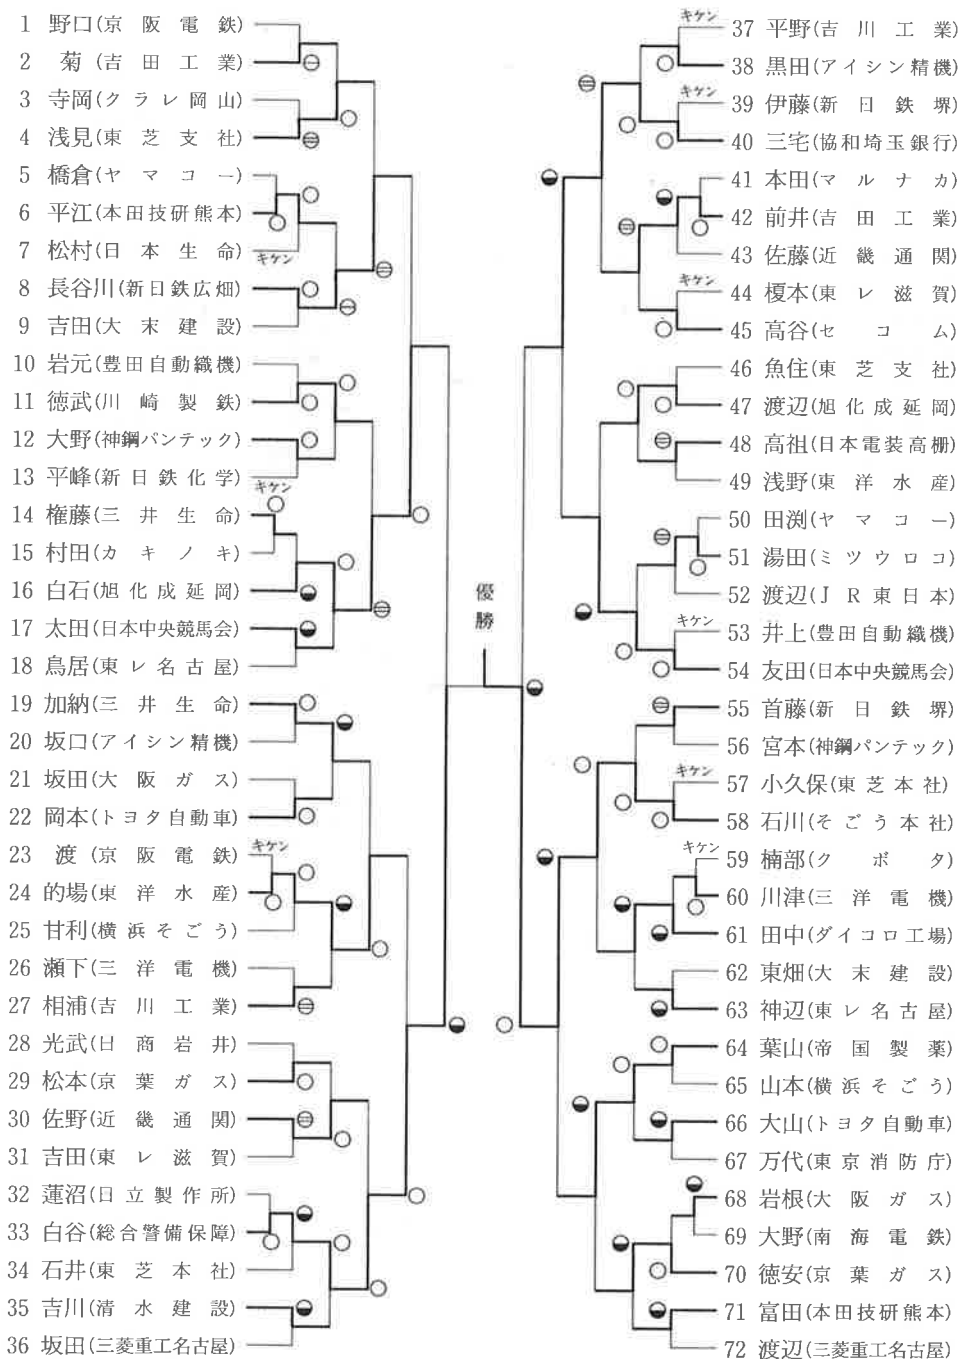 1 野口(京阪電鉄)
2 菊(吉田工業)
3 寺岡(クラレ岡山)
4 浅見(東芝支社)
5 橋倉(ヤマコー)
6 平江(本田技研熊本)
7 松村(日本生命)
キケン
8 長谷川(新日鉄広畑)
9 吉田(大末建設)
10 岩元(豊田自動織機)
11 徳武(川崎製鉄)
12 大野(神鋼パンテック)
13 平峰(新日鉄化学)
キケン
14 権藤(三井生命)
15 村田(カキノキ)
16 白石(旭化成延岡)
17 太田(日本中央競馬会)
18 鳥居(東レ名古屋)
19 加納(三井生命)
20 坂口(アイシン精機)
21 坂田(大阪ガス)
22 岡本(トヨタ自動車)
23 渡(京阪電鉄)
キケン
24 的場(東洋水産)
25 甘利(横浜そごう)
26 瀬下(三洋電機)
27 相浦(吉川工業)
28 光武(日商岩井)
29 松本(京葉ガス)
30 佐野(近畿通関)
31 吉田(東レ滋賀)
32 蓮沼(日立製作所)
33 白谷(総合警備保障)
34 石井(東芝本社)
35 吉川(清水建設)
36 坂田(三菱重工名古屋)
優勝
キケン
37 平野(吉川工業)
38 黒田(アイシン精機)
キケン
39 伊藤(新日鉄堺)
40 三宅(協和埼玉銀行)
41 本田(マルナカ)
42 前井(吉田工業)
43 佐藤(近畿通関)
キケン
44 榎本(東レ滋賀)
45 高谷(セコム)
46 魚住(東芝支社)
47 渡辺(旭化成延岡)
48 高祖(日本電装高棚)
49 浅野(東洋水産)
50 田渕(ヤマコー)
51 湯田(ミツウロコ)
52 渡辺(JR東日本)
キケン
53 井上(豊田自動織機)
54 友田(日本中央競馬会)
55 首藤(新日鉄堺)
56 宮本(神鋼パンテック)
キケン
57 小久保(東芝本社)
58 石川(そごう本社)
キケン
59 楠部(クボタ)
60 川津(三洋電機)
61 田中(ダイコロ工場)
62 東畑(大末建設)
63 神辺(東レ名古屋)
64 葉山(帝国製薬)
65 山本(横浜そごう)
66 大山(トヨタ自動車)
67 万代(東京消防庁)
68 岩根(大阪ガス)
69 大野(南海電鉄)
70 徳安(京葉ガス)
71 富田(本田技研熊本)
72 渡辺(三菱重工名古屋)